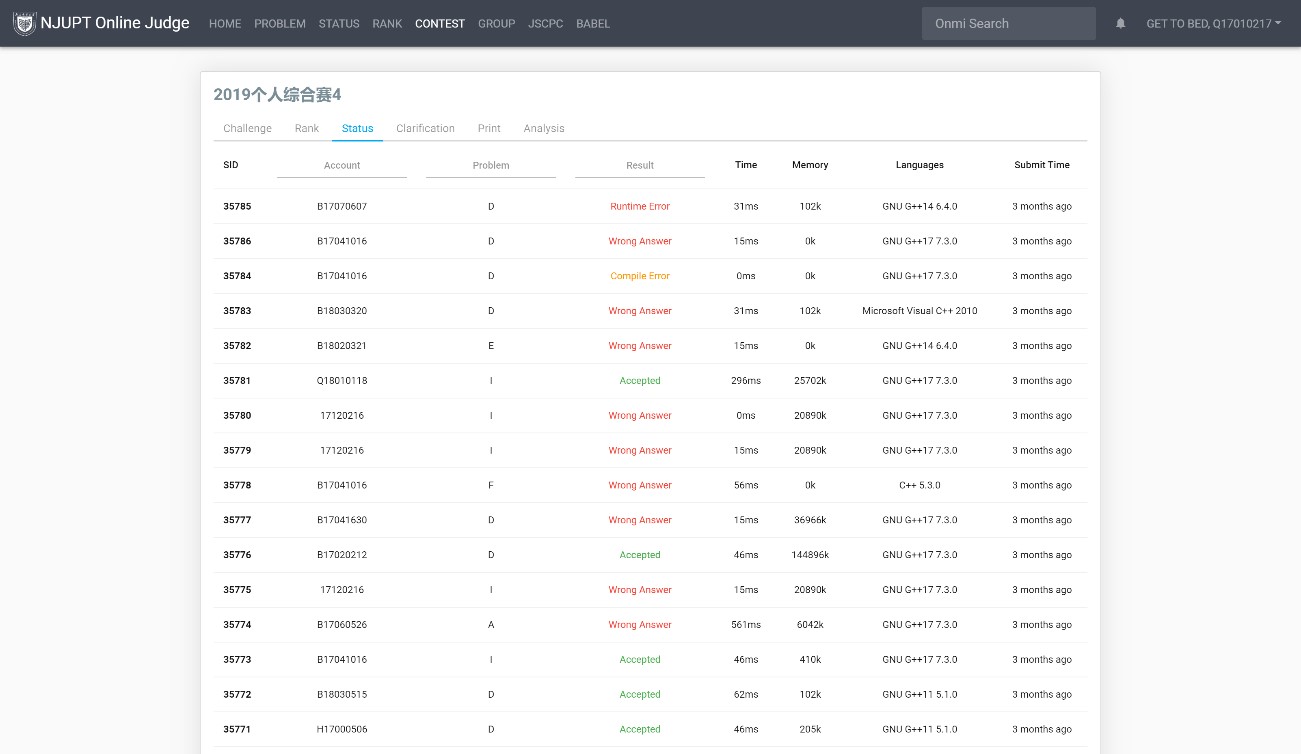 NJUPT Online Judge HOME PROBLEM STATUS RANK CONTEST GROUP JSCPC BABEL Onmi Search GET TO BED, Q17010217
2019个人综合赛4
Challenge Rank Status Clarification Print Analysis
SID Account Problem Result Time Memory Languages Submit Time
35785 B17070607 D Runtime Error 31ms 102k GNU G++14 6.4.0 3 months ago
35786 B17041016 D Wrong Answer 15ms 0k GNU G++17 7.3.0 3 months ago
35784 B17041016 D Compile Error 0ms 0k GNU G++17 7.3.0 3 months ago
35783 B18030320 D Wrong Answer 31ms 102k Microsoft Visual C++ 2010 3 months ago
35782 B18020321 E Wrong Answer 15ms 0k GNU G++14 6.4.0 3 months ago
35781 Q18010118 I Accepted 296ms 25702k GNU G++17 7.3.0 3 months ago
35780 17120216 I Wrong Answer 0ms 20890k GNU G++17 7.3.0 3 months ago
35779 17120216 I Wrong Answer 15ms 20890k GNU G++17 7.3.0 3 months ago
35778 B17041016 F Wrong Answer 56ms 0k C++ 5.3.0 3 months ago
35777 B17041630 D Wrong Answer 15ms 36966k GNU G++17 7.3.0 3 months ago
35776 B17020212 D Accepted 46ms 144896k GNU G++17 7.3.0 3 months ago
35775 17120216 I Wrong Answer 15ms 20890k GNU G++17 7.3.0 3 months ago
35774 B17060526 A Wrong Answer 561ms 6042k GNU G++17 7.3.0 3 months ago
35773 B17041016 I Accepted 46ms 410k GNU G++17 7.3.0 3 months ago
35772 B18030515 D Accepted 62ms 102k GNU G++11 5.1.0 3 months ago
35771 H17000506 D Accepted 46ms 205k GNU G++11 5.1.0 3 months ago